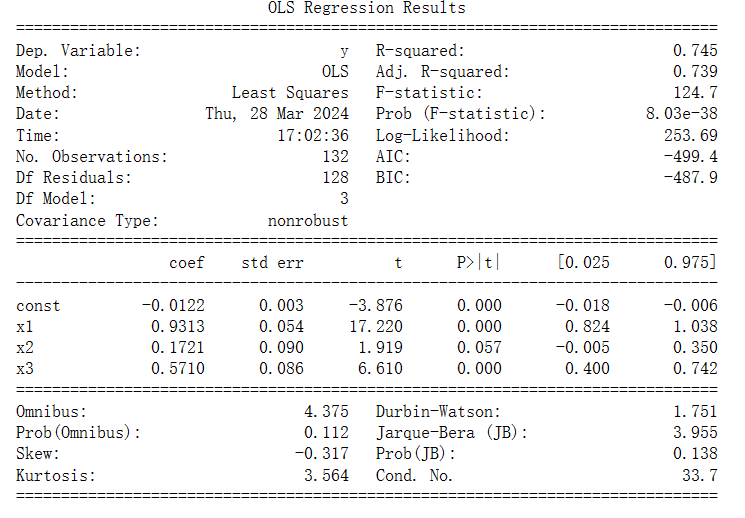 OLS Regression Results
==============================================================================
Dep. Variable: y R-squared: 0.745
Model: OLS Adj. R-squared: 0.739
Method: Least Squares F-statistic: 124.7
Date: Thu, 28 Mar 2024 Prob (F-statistic): 8.03e-38
Time: 17:02:36 Log-Likelihood: 253.69
No. Observations: 132 AIC: -499.4
Df Residuals: 128 BIC: -487.9
Df Model: 3
Covariance Type: nonrobust
==============================================================================
coef std err t P>|t| [0.025 0.975]
------------------------------------------------------------------------------
const -0.0122 0.003 -3.876 0.000 -0.018 -0.006
x1 0.9313 0.054 17.220 0.000 0.824 1.038
x2 0.1721 0.090 1.919 0.057 -0.005 0.350
x3 0.5710 0.086 6.610 0.000 0.400 0.742
==============================================================================
Omnibus: 4.375 Durbin-Watson: 1.751
Prob(Omnibus): 0.112 Jarque-Bera (JB): 3.955
Skew: -0.317 Prob(JB): 0.138
Kurtosis: 3.564 Cond. No. 33.7
==============================================================================